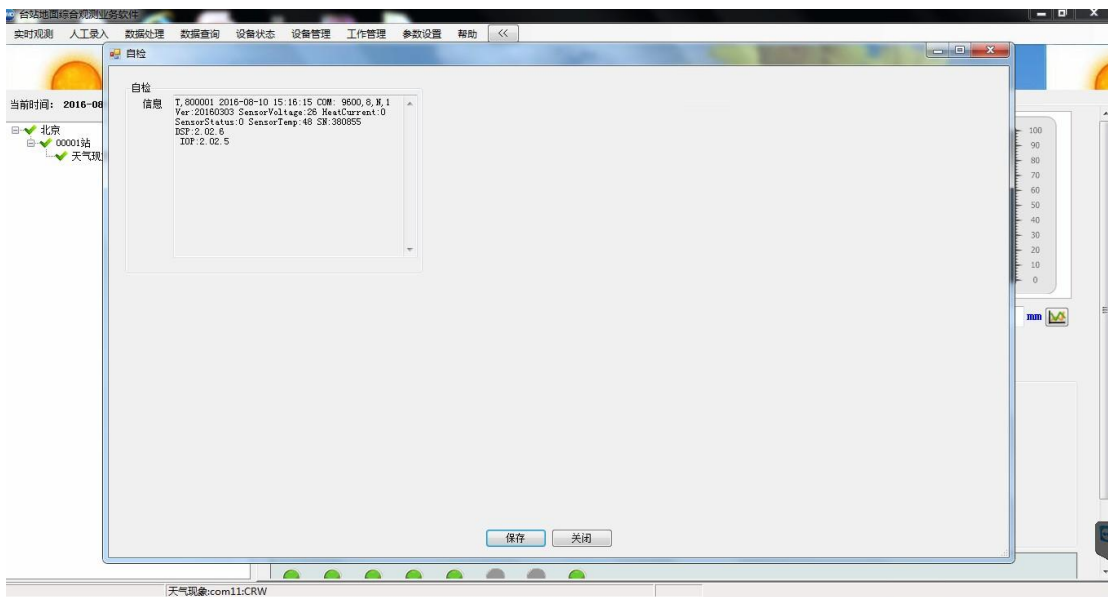 台站地面综合观测业务软件
实时观测 人工录入 数据处理 数据查询 设备状态 设备管理 工作管理 参数设置 帮助 <<
自检
当前时间: 2016-08
北京
00001站
天气现
自检
信息
T,800001 2016-08-10 15:16:15 COM: 9600,8,N,1
Ver:20160303 SensorVoltage:26 HeatCurrent:0
SensorStatus:0 SensorTemp:48 SN:380855
DSP:2.02.6
IOP:2.02.5
100
90
80
70
60
50
40
30
20
10
0
mm
保存 关闭
天气现象:com11:CRW